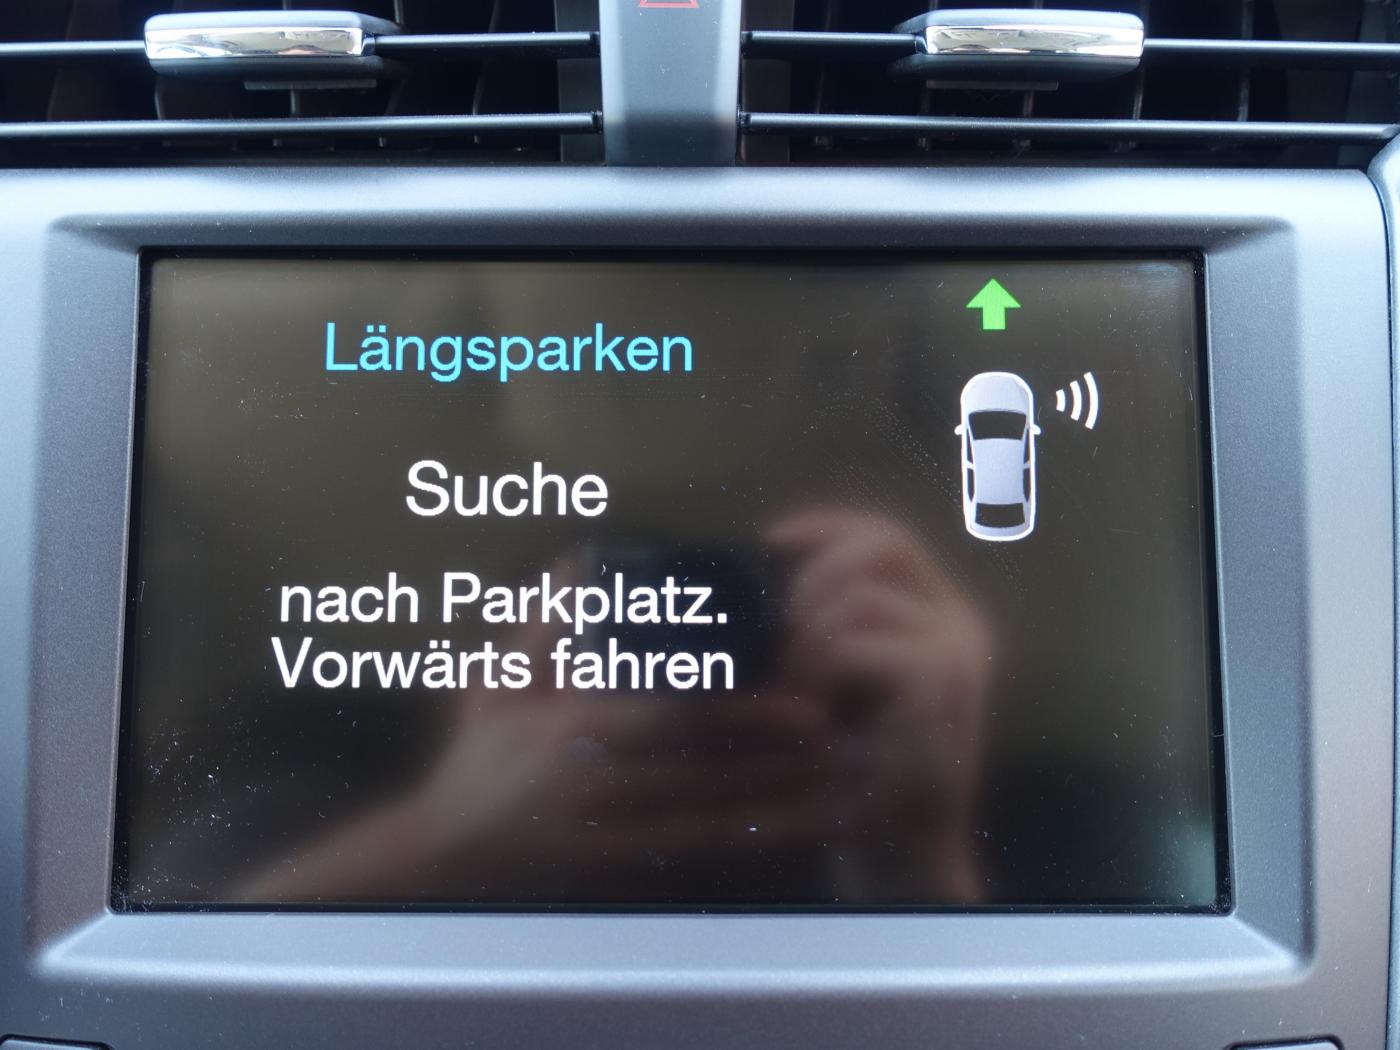 Längsparken
Suche
nach Parkplatz.
Vorwärts fahren